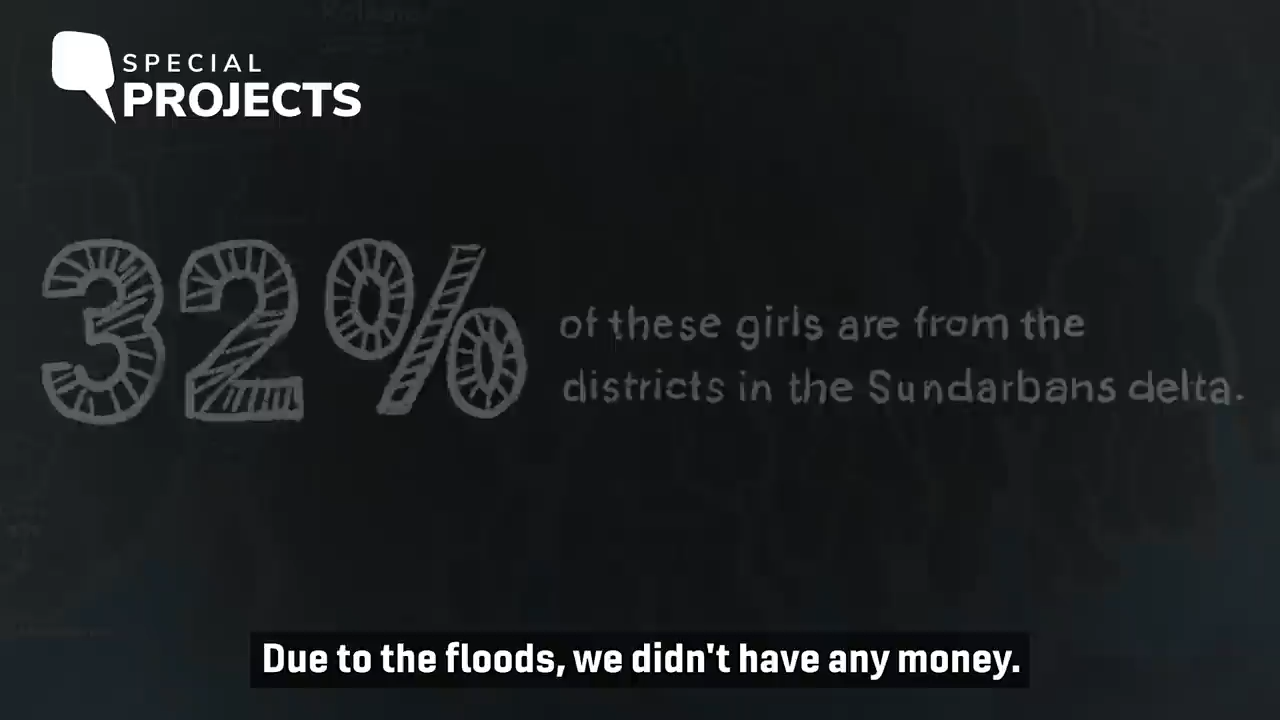 SPECIAL
PROJECTS
32%
of these girls are from the
districts in the Sundarbans delta.
Due to the floods, we didn't have any money.